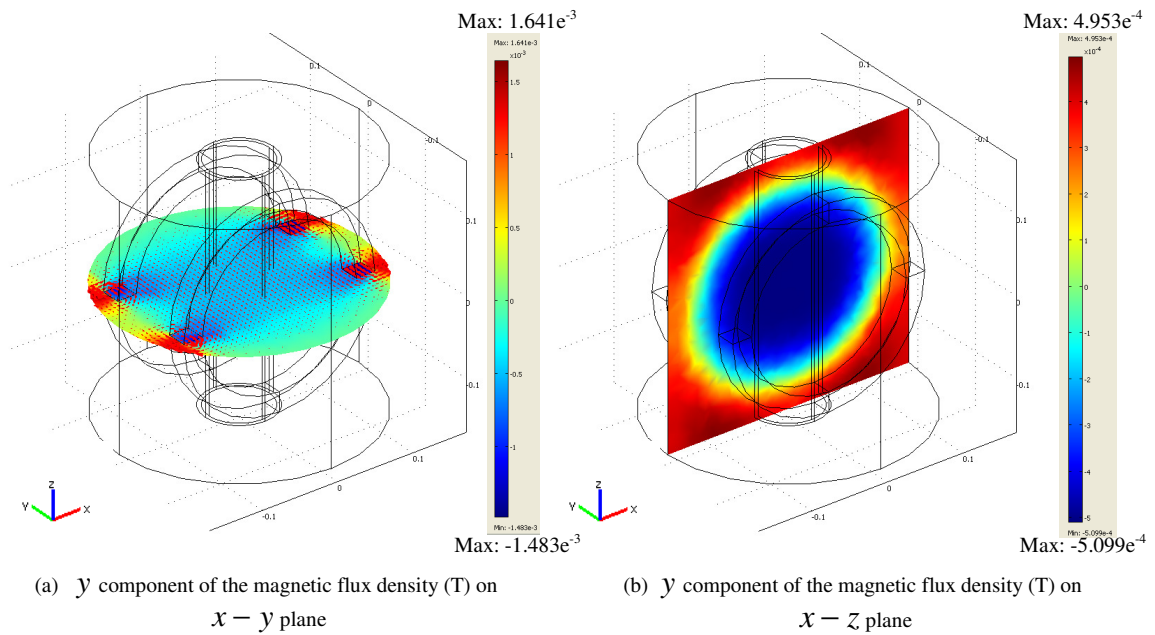 Max: 1.641e⁻³
Max: 4.953e⁻⁴
Max: 1.641e-3
×10⁻³
1.5
1
0.5
0
-0.5
-1
Min: -1.483e-3
0.1
0
-0.1
0.1
0
-0.1
0.1
0
-0.1
z
y
x
Max: -1.483e⁻³
Max: 4.953e-4
×10⁻⁴
4
3
2
1
0
-1
-2
-3
-4
-5
Min: -5.099e-4
0.1
0
-0.1
0.1
0
-0.1
0.1
0
-0.1
z
y
x
Max: -5.099e⁻⁴
(a) y component of the magnetic flux density (T) on
x − y plane
(b) y component of the magnetic flux density (T) on
x − z plane